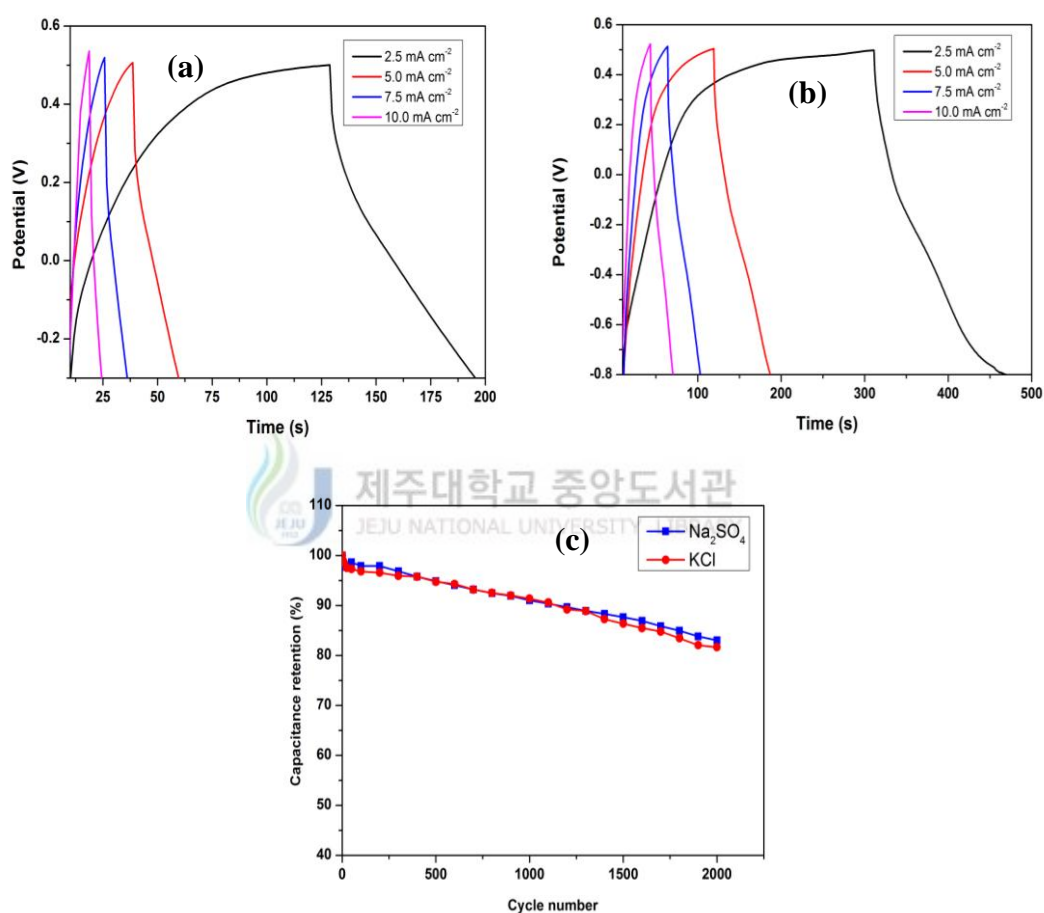 0.6
0.4
0.2
0.0
-0.2
Potential (V)
25 50 75 100 125 150 175 200
Time (s)
(a)
2.5 mA cm⁻²
5.0 mA cm⁻²
7.5 mA cm⁻²
10.0 mA cm⁻²
0.6
0.4
0.2
0.0
-0.2
-0.4
-0.6
-0.8
Potential (V)
100 200 300 400 500
Time (s)
(b)
2.5 mA cm⁻²
5.0 mA cm⁻²
7.5 mA cm⁻²
10.0 mA cm⁻²
제주대학교 중앙도서관
JEJU NATIONAL UNIVERSITY LIBRARY
JEJU
1952
110
100
90
80
70
60
50
40
Capacitance retention (%)
0 500 1000 1500 2000
Cycle number
(c)
Na₂SO₄
KCl